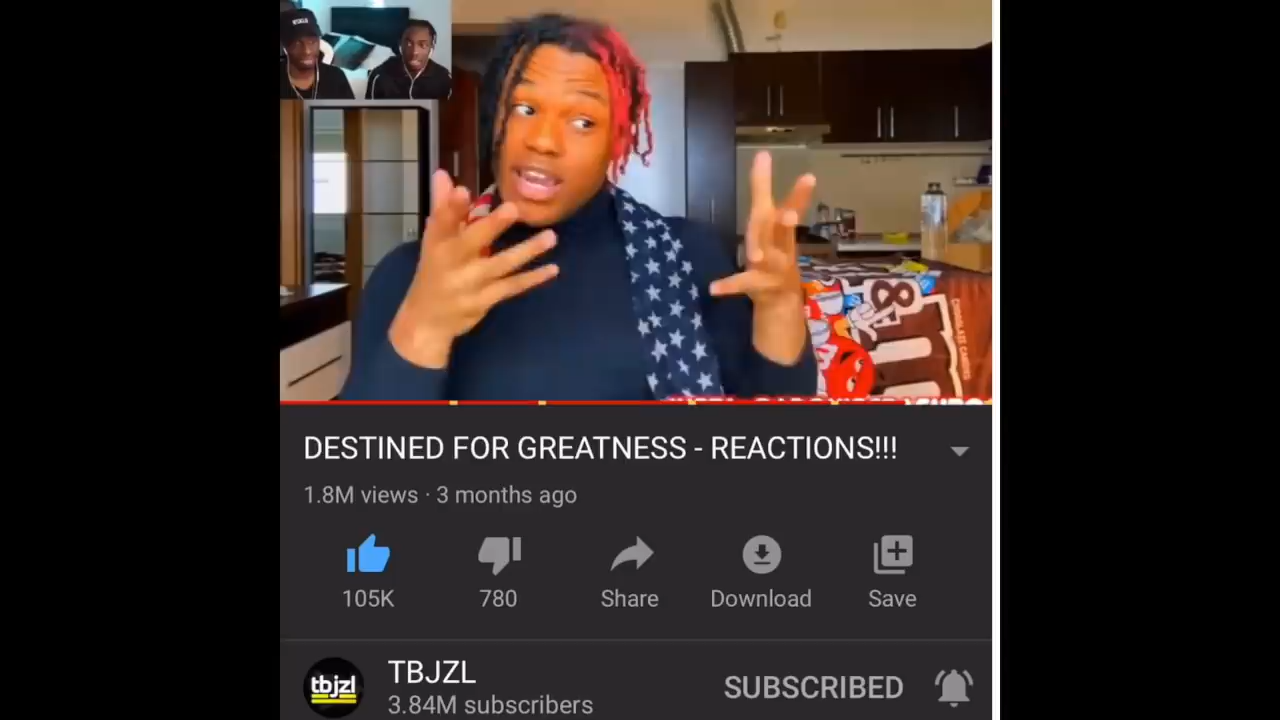 DESTINED FOR GREATNESS - REACTIONS!!!
1.8M views · 3 months ago
105K
780
Share
Download
Save
tbjzl
TBJZL
3.84M subscribers
SUBSCRIBED